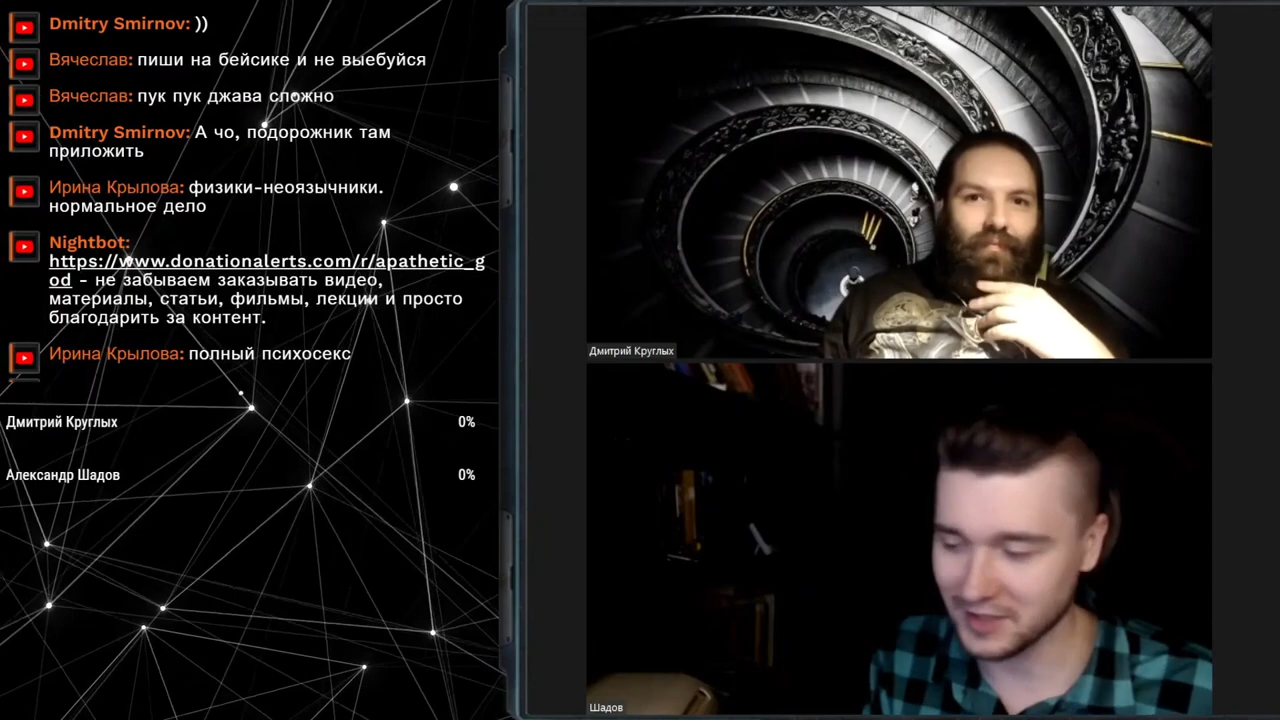 Dmitry Smirnov: ))
Вячеслав: пиши на бейсике и не выебуйся
Вячеслав: пук пук джава сложно
Dmitry Smirnov: А чо, подорожник там
приложить
Ирина Крылова: физики-неоязычники.
нормальное дело
Nightbot:
https://www.donationalerts.com/r/apathetic_g
od - не забываем заказывать видео,
материалы, статьи, фильмы, лекции и просто
благодарить за контент.
Ирина Крылова: полный психосекс
Дмитрий Круглых 0%
Александр Шадов 0%
Дмитрий Круглых
Шадов